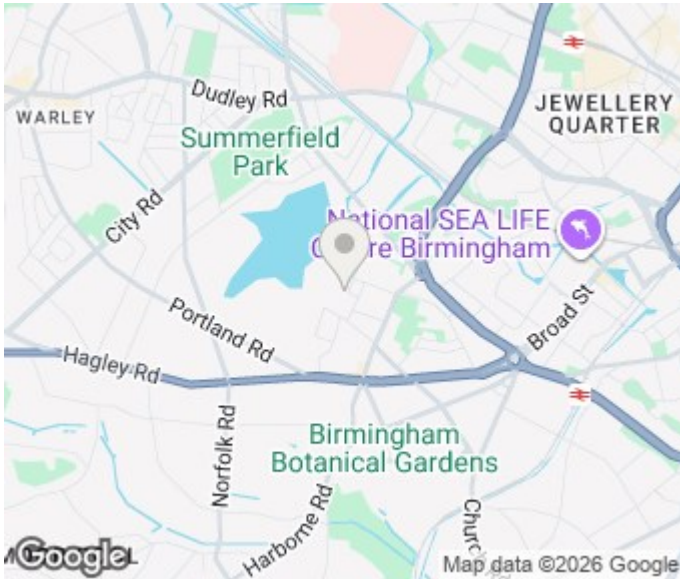 Dudley Rd
WARLEY
JEWELLERY
QUARTER
Summerfield
Park
City Rd
National SEA LIFE
Centre Birmingham
Portland Rd
Broad St
Hagley Rd
Norfolk Rd
Birmingham
Botanical Gardens
Harborne Rd
Google
Map data ©2026 Google